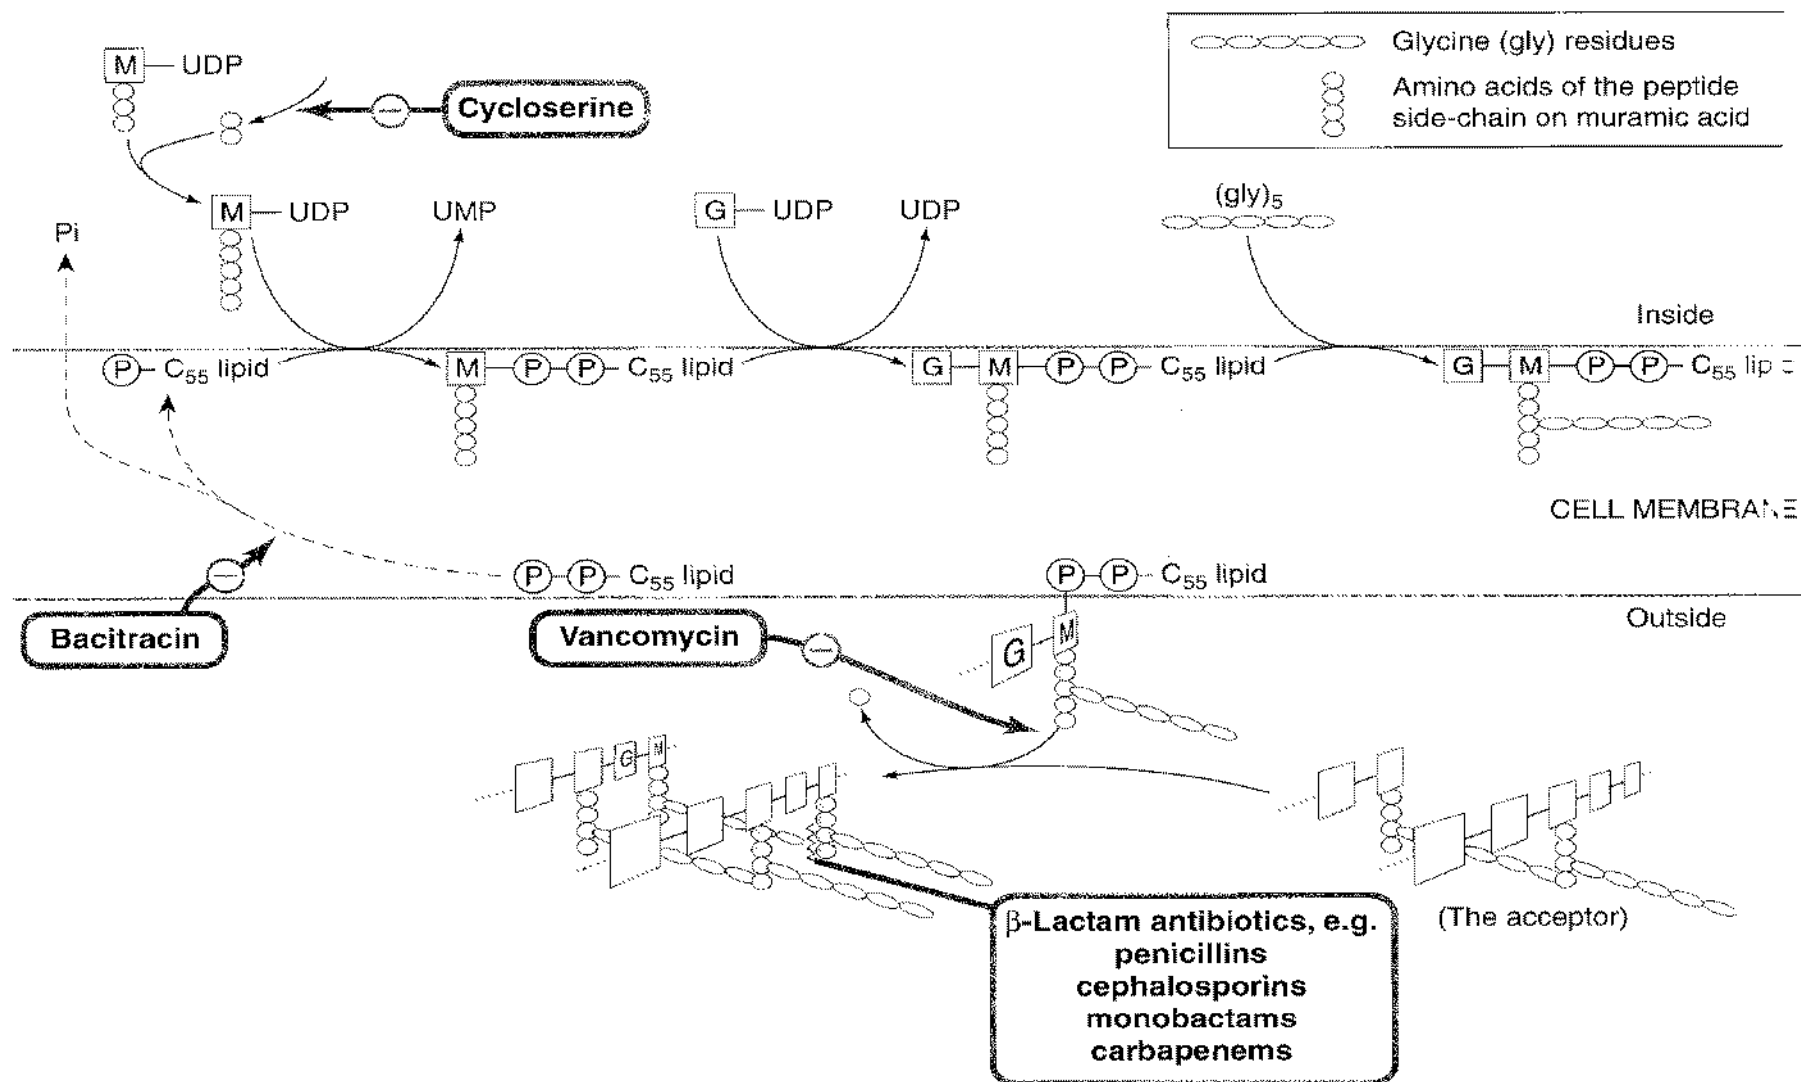 Glycine (gly) residues
Amino acids of the peptide
side-chain on muramic acid
M UDP
Cycloserine
M UDP
UMP
G UDP
UDP
(gly)5
Pi
Inside
P C55 lipid
M P P C55 lipid
G M P P C55 lipid
G M P P C55 lip
CELL MEMBRANE
P P C55 lipid
P P C55 lipid
Outside
Bacitracin
Vancomycin
G M
G M
β-Lactam antibiotics, e.g.
penicillins
cephalosporins
monobactams
carbapenems
(The acceptor)